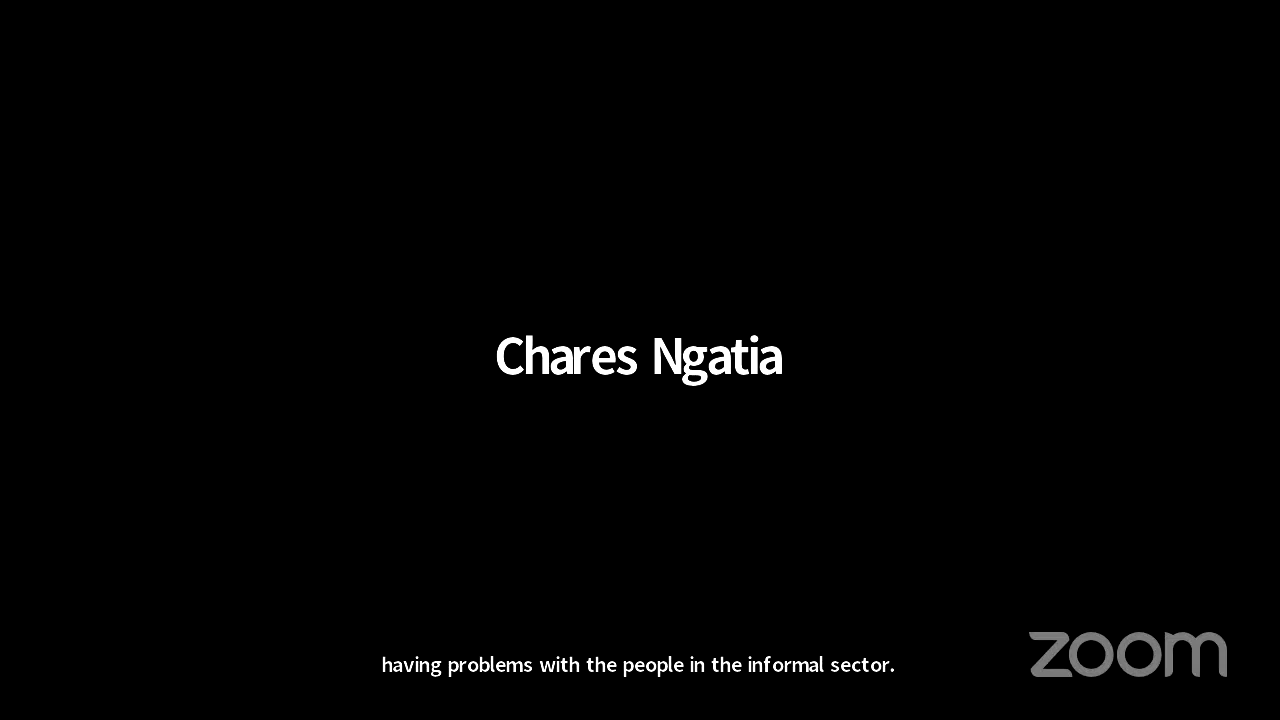 Chares Ngatia
having problems with the people in the informal sector.
zoom